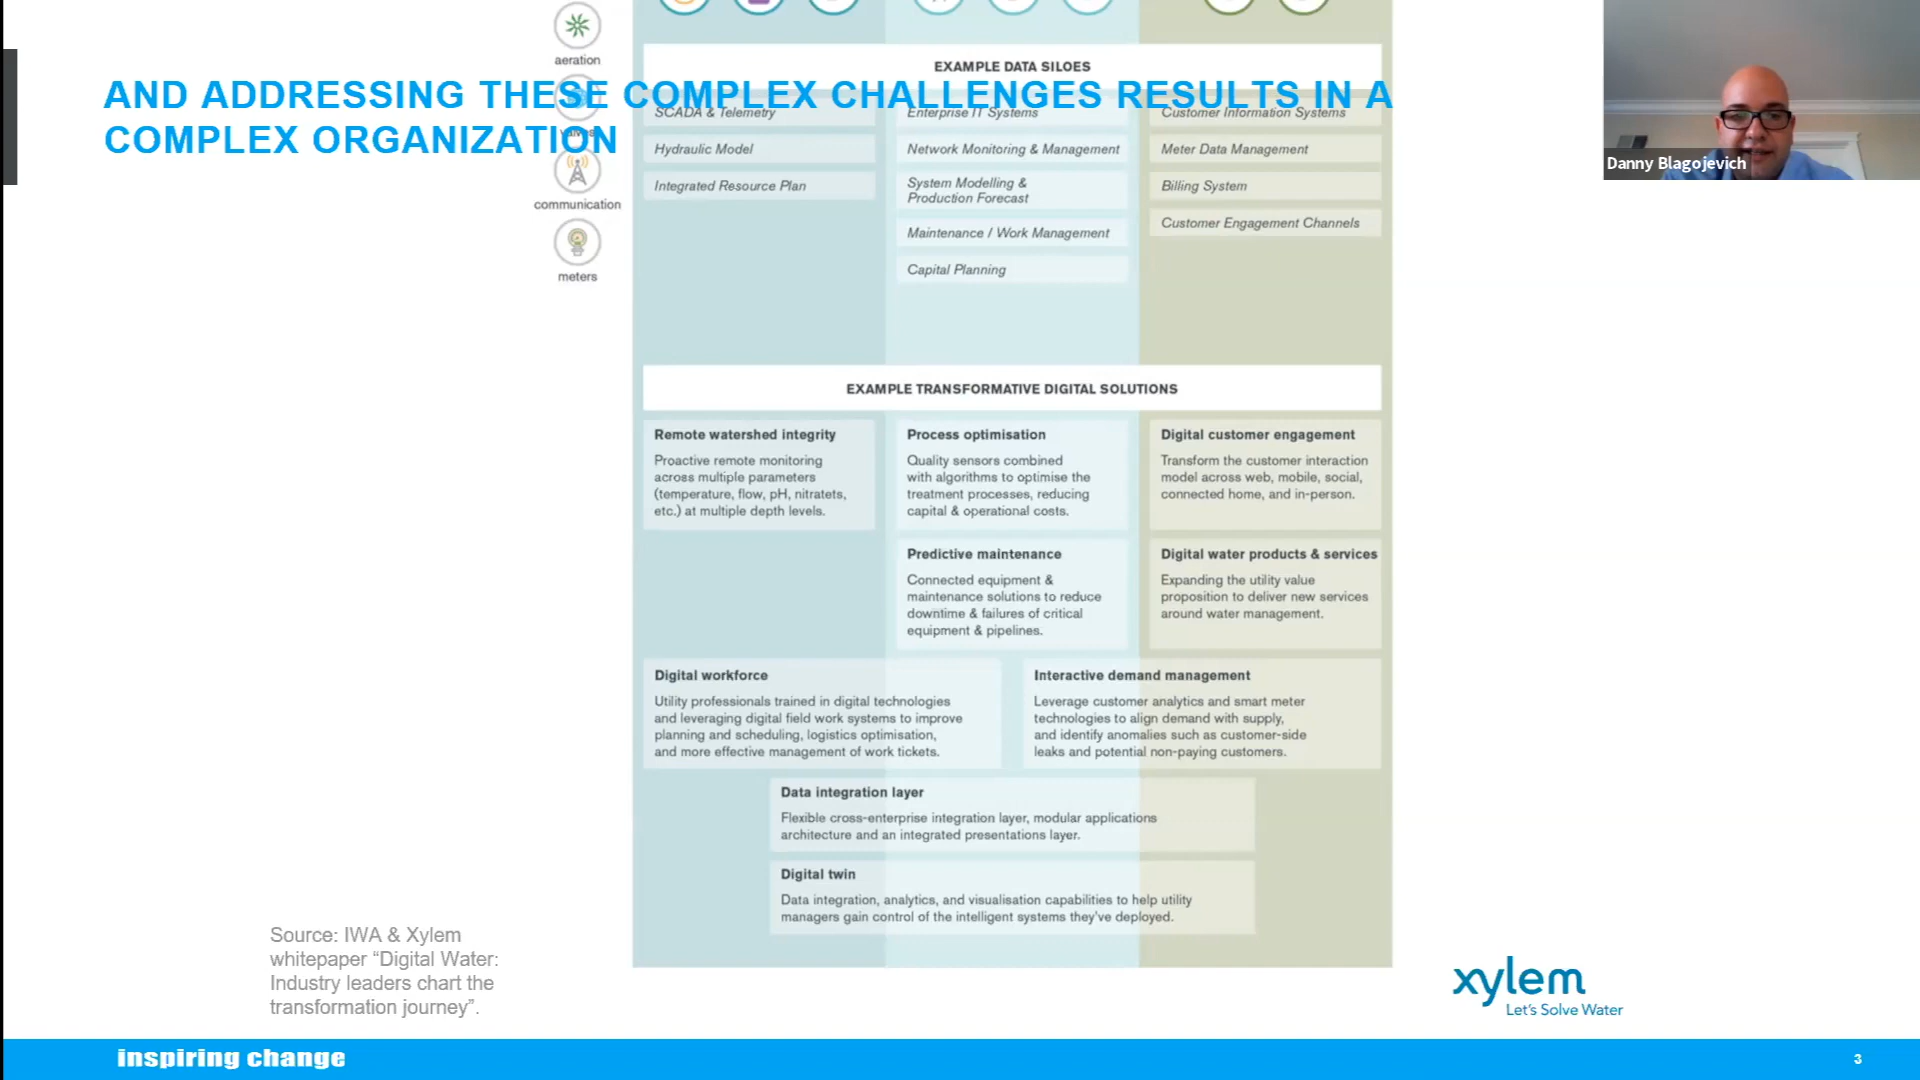 aeration
AND ADDRESSING THESE COMPLEX CHALLENGES RESULTS IN A
COMPLEX ORGANIZATION
communication
meters
EXAMPLE DATA SILOES
SCADA & Telemetry
Hydraulic Model
Integrated Resource Plan
Enterprise IT Systems
Network Monitoring & Management
System Modelling &
Production Forecast
Maintenance / Work Management
Capital Planning
Customer Information Systems
Meter Data Management
Billing System
Customer Engagement Channels
EXAMPLE TRANSFORMATIVE DIGITAL SOLUTIONS
Remote watershed integrity
Proactive remote monitoring
across multiple parameters
(temperature, flow, pH, nitratets,
etc.) at multiple depth levels.
Process optimisation
Quality sensors combined
with algorithms to optimise the
treatment processes, reducing
capital & operational costs.
Digital customer engagement
Transform the customer interaction
model across web, mobile, social,
connected home, and in-person.
Predictive maintenance
Connected equipment &
maintenance solutions to reduce
downtime & failures of critical
equipment & pipelines.
Digital water products & services
Expanding the utility value
proposition to deliver new services
around water management.
Digital workforce
Utility professionals trained in digital technologies
and leveraging digital field work systems to improve
planning and scheduling, logistics optimisation,
and more effective management of work tickets.
Interactive demand management
Leverage customer analytics and smart meter
technologies to align demand with supply,
and identify anomalies such as customer-side
leaks and potential non-paying customers.
Data integration layer
Flexible cross-enterprise integration layer, modular applications
architecture and an integrated presentations layer.
Digital twin
Data integration, analytics, and visualisation capabilities to help utility
managers gain control of the intelligent systems they've deployed.
Source: IWA & Xylem
whitepaper “Digital Water:
Industry leaders chart the
transformation journey”.
xylem
Let's Solve Water
inspiring change
3
Danny Blagojevich